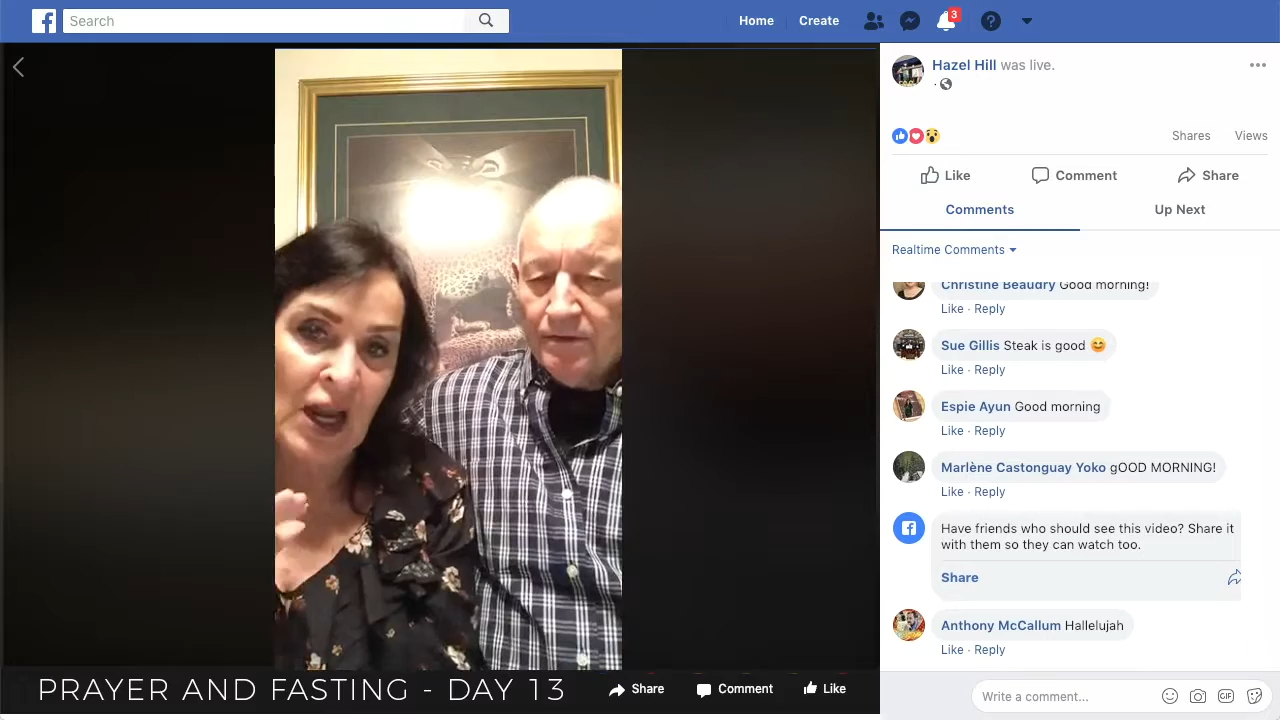 Search
Home
Create
3
Hazel Hill was live.
Shares
Views
Like
Comment
Share
Comments
Up Next
Realtime Comments
Christine Beaudry Good morning!
Like · Reply
Sue Gillis Steak is good
Like · Reply
Espie Ayun Good morning
Like · Reply
Marlène Castonguay Yoko gOOD MORNING!
Like · Reply
Have friends who should see this video? Share it
with them so they can watch too.
Share
Anthony McCallum Hallelujah
Like · Reply
PRAYER AND FASTING - DAY 13
Share
Comment
Like
Write a comment...
GIF